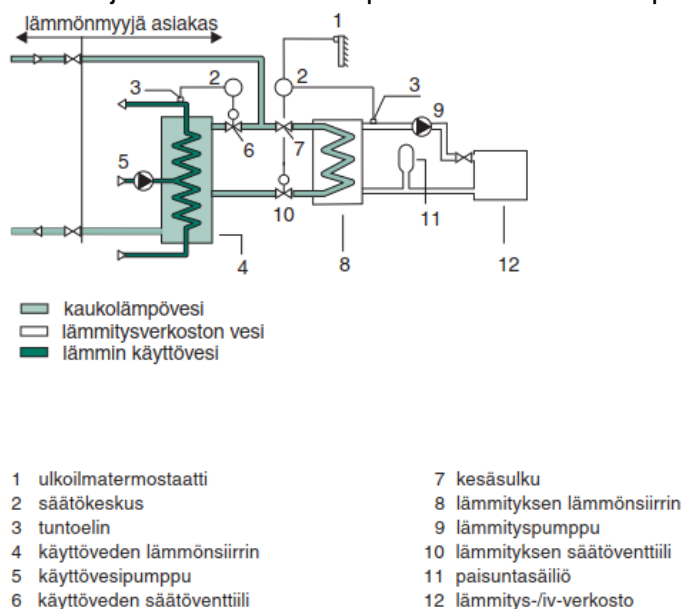 lämmönmyyjä asiakas
1
3
2
2
3
9
5
6
7
10
11
4
8
12
kaukolämpövesi
lämmitysverkoston vesi
lämmin käyttövesi
1 ulkoilmatermostaatti
2 säätökeskus
3 tuntoelin
4 käyttöveden lämmönsiirrin
5 käyttövesipumppu
6 käyttöveden säätöventtiili
7 kesäsulku
8 lämmityksen lämmönsiirrin
9 lämmityspumppu
10 lämmityksen säätöventtiili
11 paisuntasäiliö
12 lämmitys-/iv-verkosto